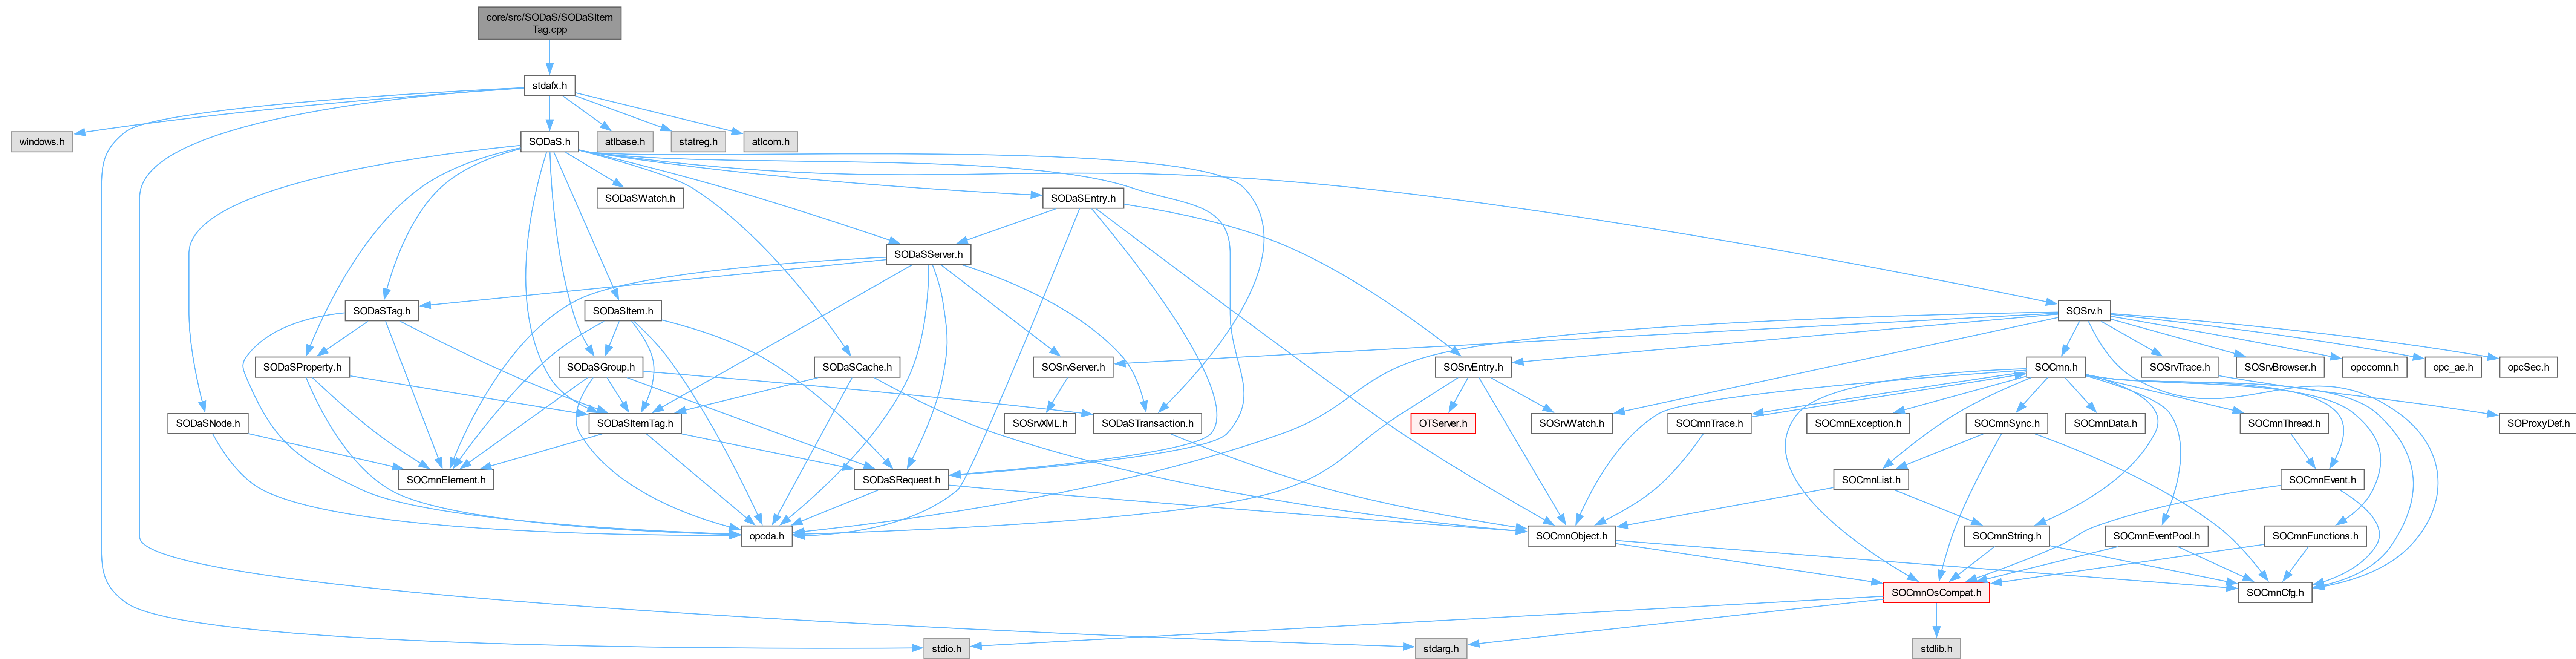 core/src/SODaS/SODaSItem
Tag.cpp
stdafx.h
windows.h
SODaS.h
atlbase.h
statreg.h
atlcom.h
SODaSWatch.h
SODaSEntry.h
SODaSServer.h
SODaSTag.h
SODaSItem.h
SOSrv.h
SODaSProperty.h
SODaSGroup.h
SODaSCache.h
SOSrvServer.h
SOSrvEntry.h
SOCmn.h
SOSrvTrace.h
SOSrvBrowser.h
opccomn.h
opc_ae.h
opcSec.h
SODaSNode.h
SODaSItemTag.h
SOSrvXML.h
SODaSTransaction.h
OTServer.h
SOSrvWatch.h
SOCmnTrace.h
SOCmnException.h
SOCmnSync.h
SOCmnData.h
SOCmnThread.h
SOProxyDef.h
SOCmnElement.h
SODaSRequest.h
SOCmnList.h
SOCmnEvent.h
opcda.h
SOCmnObject.h
SOCmnString.h
SOCmnEventPool.h
SOCmnFunctions.h
SOCmnOsCompat.h
SOCmnCfg.h
stdio.h
stdarg.h
stdlib.h